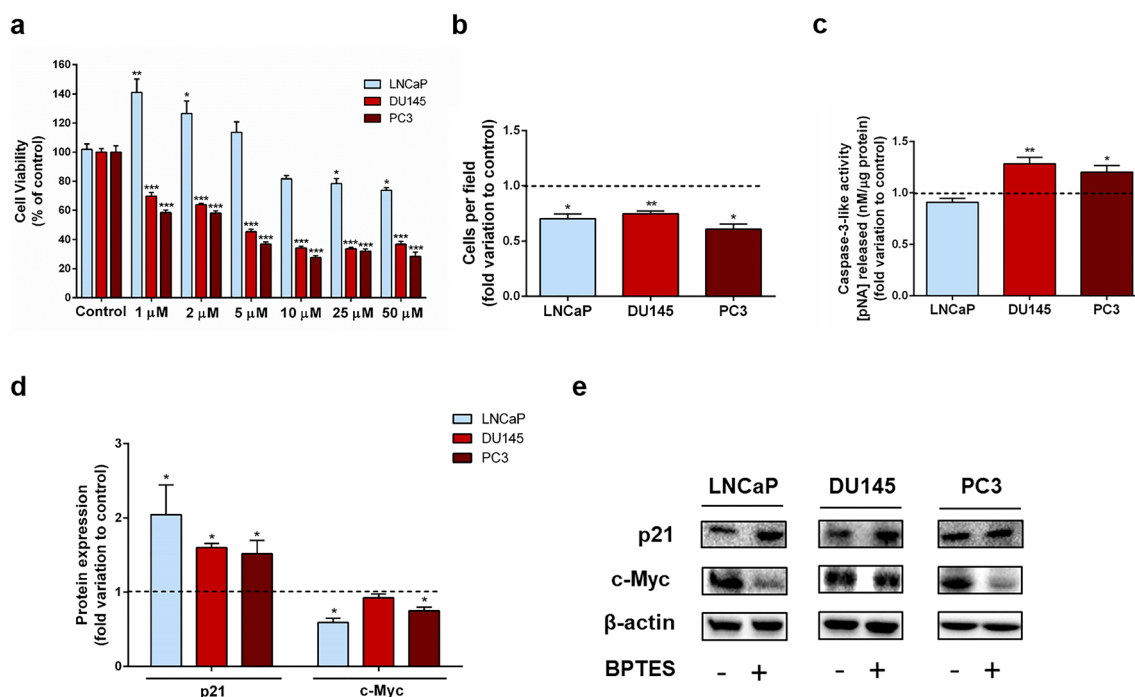 a
Cell Viability
(% of control)
160
140
120
100
80
60
40
20
0
LNCaP
DU145
PC3
** *** ***
* *** ***
*** ***
*** ***
* *** ***
* *** ***
Control 1 μM 2 μM 5 μM 10 μM 25 μM 50 μM
b
Cells per field
(fold variation to control)
1.5
1.0
0.5
0.0
* ** *
LNCaP DU145 PC3
c
Caspase-3-like activity
[pNA] released (nM/μg protein)
(fold variation to control)
1.5
1.0
0.5
0.0
** *
LNCaP DU145 PC3
d
Protein expression
(fold variation to control)
3
2
1
0
LNCaP
DU145
PC3
* * *
* *
p21 c-Myc
e
LNCaP DU145 PC3
p21
c-Myc
β-actin
BPTES - + - + - +